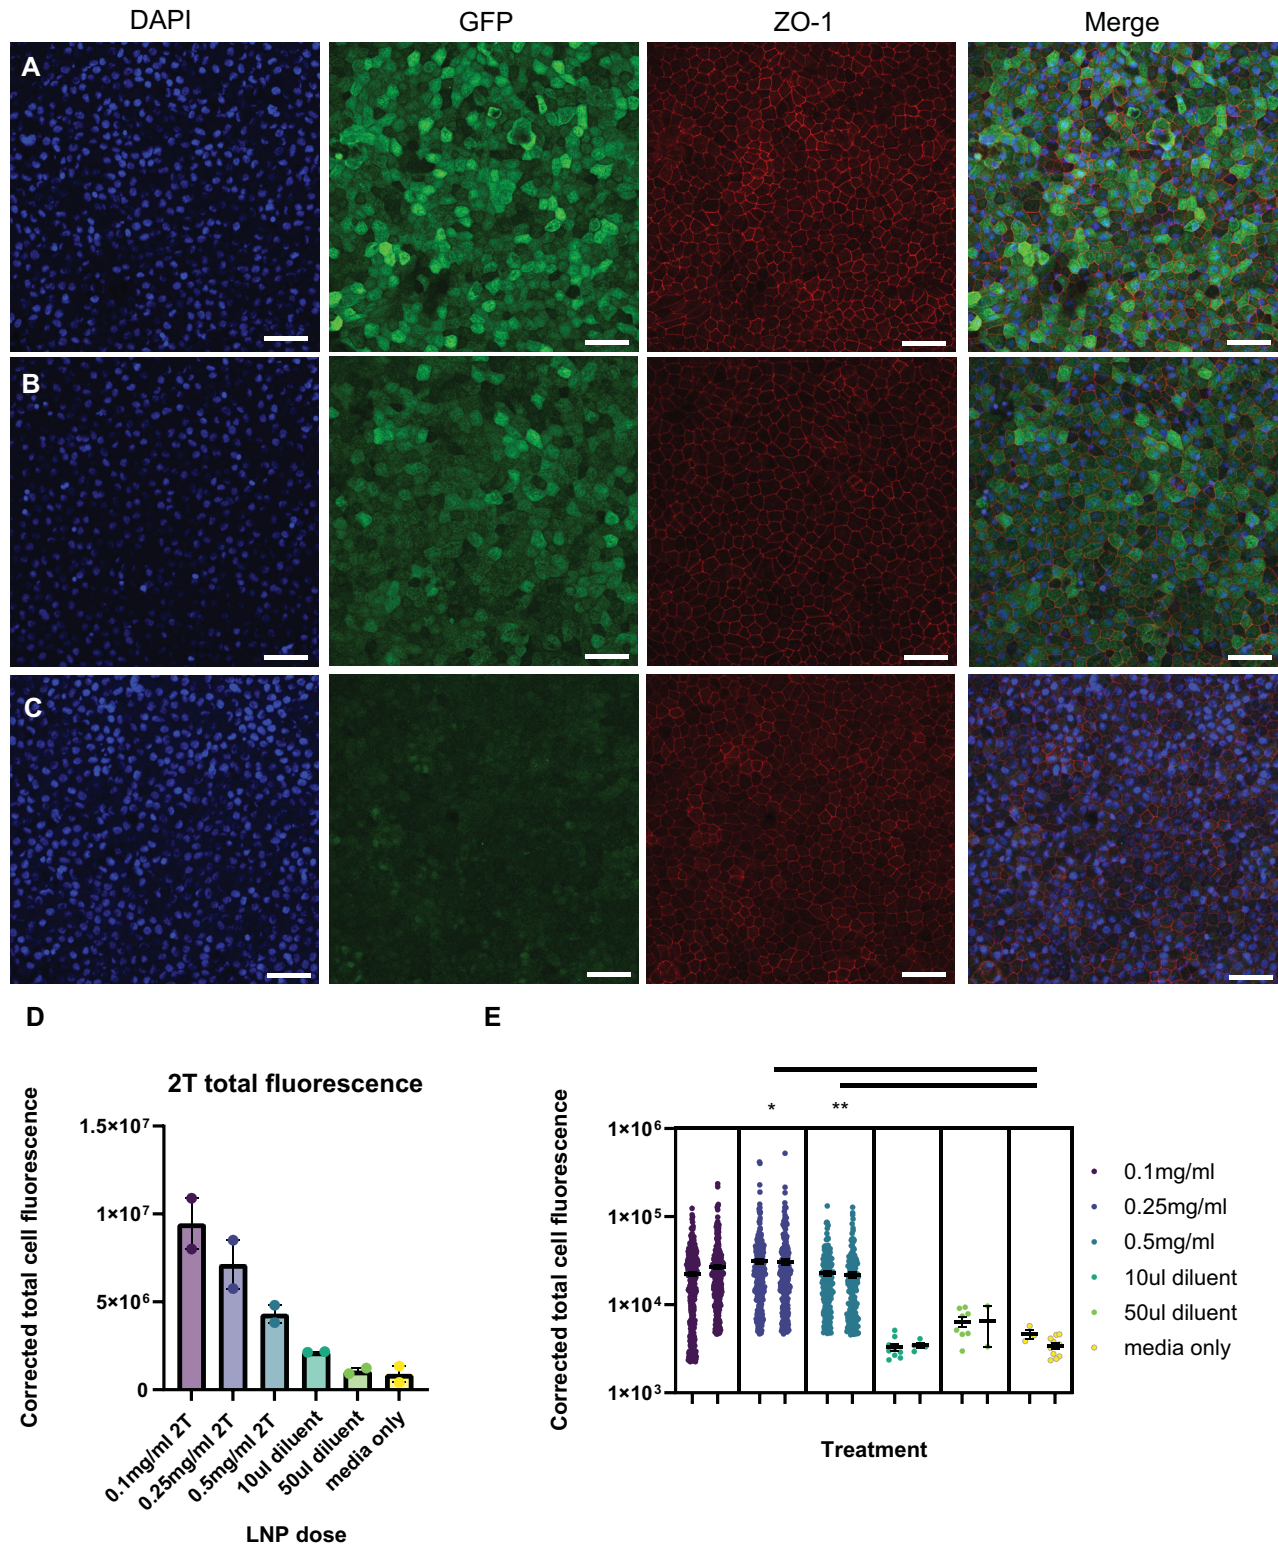 DAPI GFP ZO-1 Merge
A
B
C
D
E
2T total fluorescence
Corrected total cell fluorescence
1.5×10⁷
1×10⁷
5×10⁶
0
0.1mg/ml 2T
0.25mg/ml 2T
0.5mg/ml 2T
10ul diluent
50ul diluent
media only
LNP dose
* **
Corrected total cell fluorescence
1×10⁶
1×10⁵
1×10⁴
1×10³
Treatment
0.1mg/ml
0.25mg/ml
0.5mg/ml
10ul diluent
50ul diluent
media only